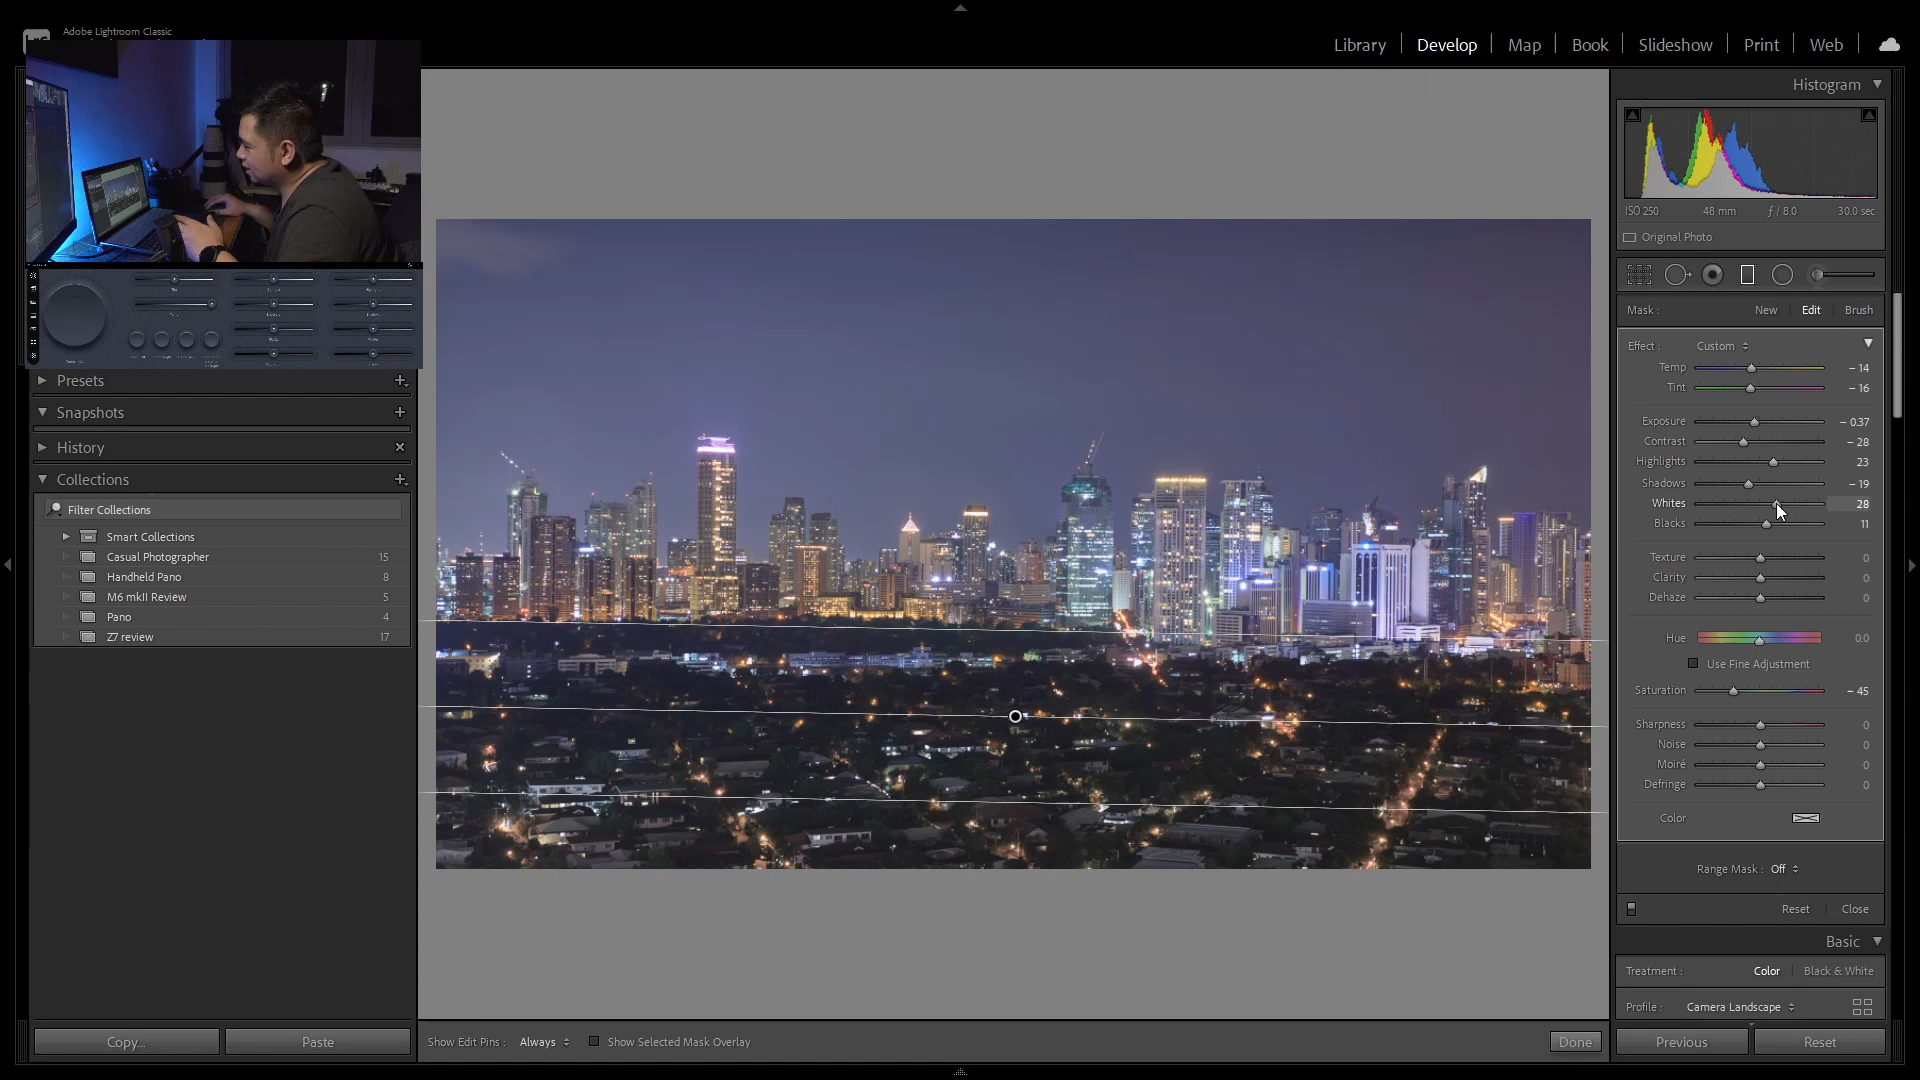 Adobe Lightroom Classic
Library | Develop | Map | Book | Slideshow | Print | Web
Histogram
ISO 250 48 mm ƒ / 8.0 30.0 sec
Original Photo
Mask : New Edit Brush
Effect : Custom
Temp – 14
Tint – 16
Exposure – 0.37
Contrast – 28
Highlights 23
Shadows – 19
Whites 28
Blacks 11
Texture 0
Clarity 0
Dehaze 0
Hue 0.0
Use Fine Adjustment
Saturation – 45
Sharpness 0
Noise 0
Moiré 0
Defringe 0
Color
Range Mask : Off
Reset Close
Basic
Treatment : Color Black & White
Profile : Camera Landscape
Previous Reset
Presets
Snapshots
History
Collections
Filter Collections
Smart Collections
Casual Photographer 15
Handheld Pano 8
M6 mkII Review 5
Pano 4
Z7 review 17
Copy... Paste
Show Edit Pins : Always Show Selected Mask Overlay Done